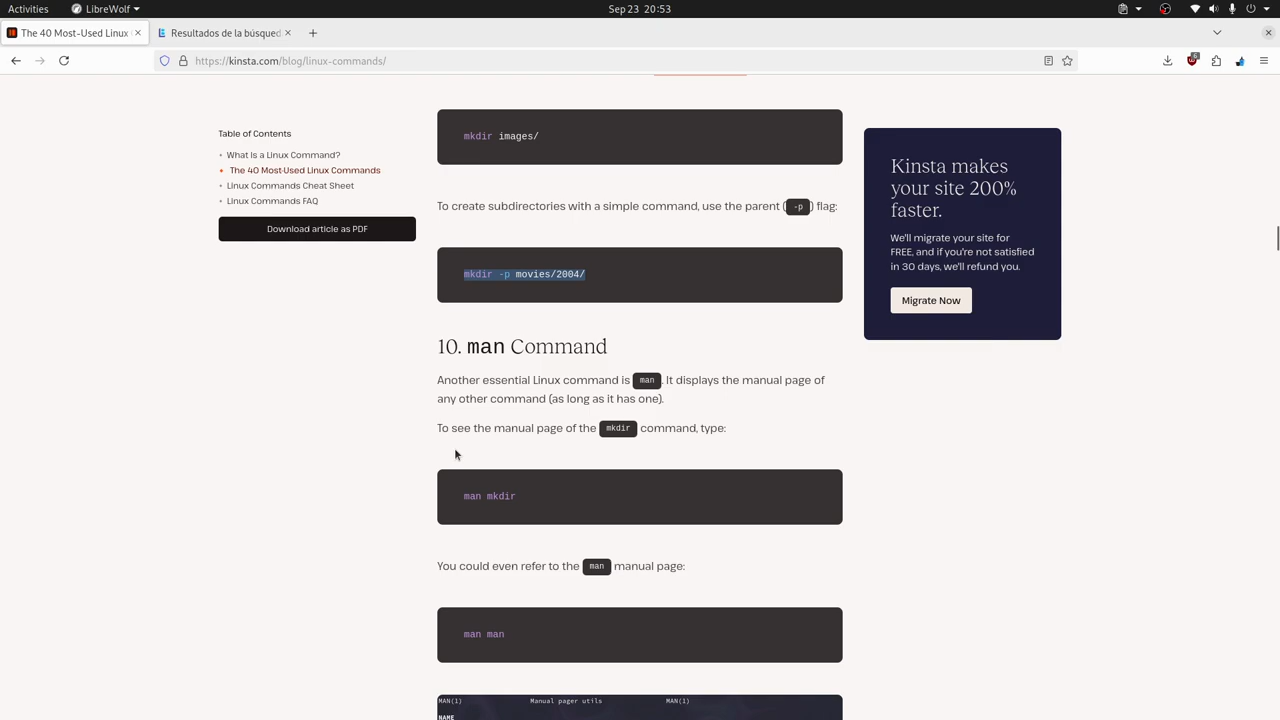 Activities
LibreWolf
Sep 23 20:53
The 40 Most-Used Linux
Resultados de la búsqued
https://kinsta.com/blog/linux-commands/
6
Table of Contents
What Is a Linux Command?
The 40 Most-Used Linux Commands
Linux Commands Cheat Sheet
Linux Commands FAQ
Download article as PDF
mkdir images/
To create subdirectories with a simple command, use the parent (-p) flag:
mkdir -p movies/2004/
10. man Command
Another essential Linux command is man. It displays the manual page of
any other command (as long as it has one).
To see the manual page of the mkdir command, type:
man mkdir
You could even refer to the man manual page:
man man
MAN(1) Manual pager utils MAN(1)
NAME
Kinsta makes
your site 200%
faster.
We'll migrate your site for
FREE, and if you're not satisfied
in 30 days, we'll refund you.
Migrate Now